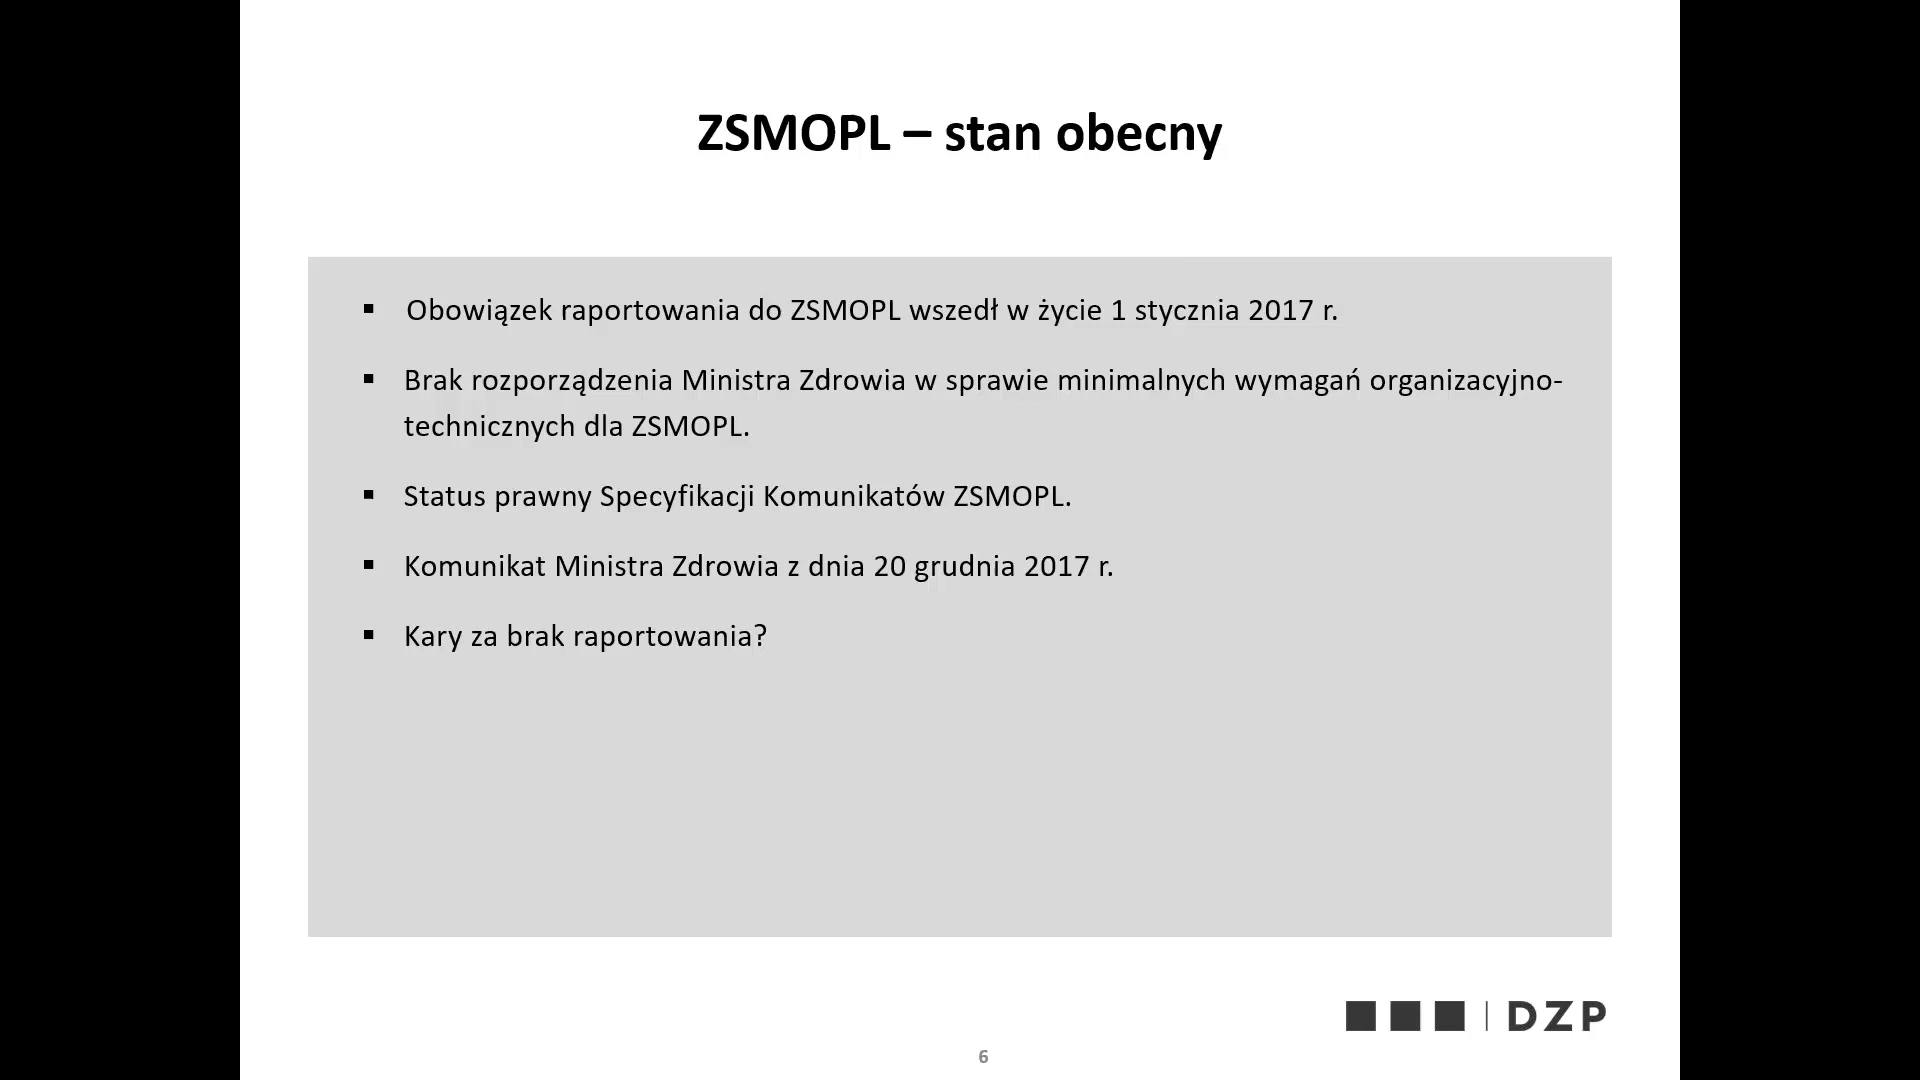 ZSMOPL – stan obecny
▪ Obowiązek raportowania do ZSMOPL wszedł w życie 1 stycznia 2017 r.
▪ Brak rozporządzenia Ministra Zdrowia w sprawie minimalnych wymagań organizacyjno-
technicznych dla ZSMOPL.
▪ Status prawny Specyfikacji Komunikatów ZSMOPL.
▪ Komunikat Ministra Zdrowia z dnia 20 grudnia 2017 r.
▪ Kary za brak raportowania?
DZP
6